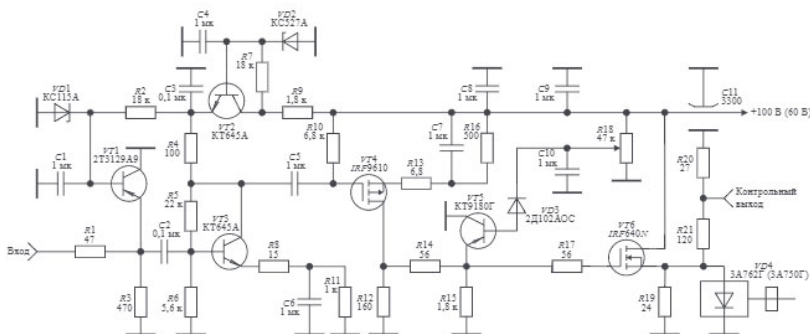 C4
1 мк
VD2
КС527А
R7
18 к
VD1
КС115А
R2
18 к
C3
0,1 мк
R9
1,8 к
C8
1 мк
C9
1 мк
C11
3300
+100 В (60 В)
VT2
КТ645А
R10
6,8 к
C7
1 мк
R16
500
R18
47 к
VT1
2Т3129А9
R4
100
C1
1 мк
C5
1 мк
VT4
IRF9610
R13
6,8
C10
1 мк
R20
27
R5
22 к
VT3
КТ645А
VT5
КТ9180Г
VD3
2Д102АОС
Контрольный
выход
C2
0,1 мк
VT6
IRF640N
R21
120
Вход
R1
47
R8
15
R14
56
R17
56
VD4
ЗА762Г (ЗА750Г)
R3
470
R6
5,6 к
C6
1 мк
R11
1 к
R12
160
R15
1,8 к
R19
24